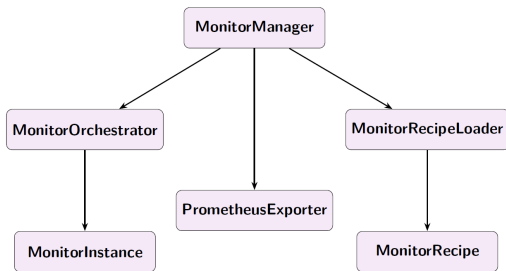 MonitorManager
MonitorOrchestrator
MonitorRecipeLoader
PrometheusExporter
MonitorInstance
MonitorRecipe